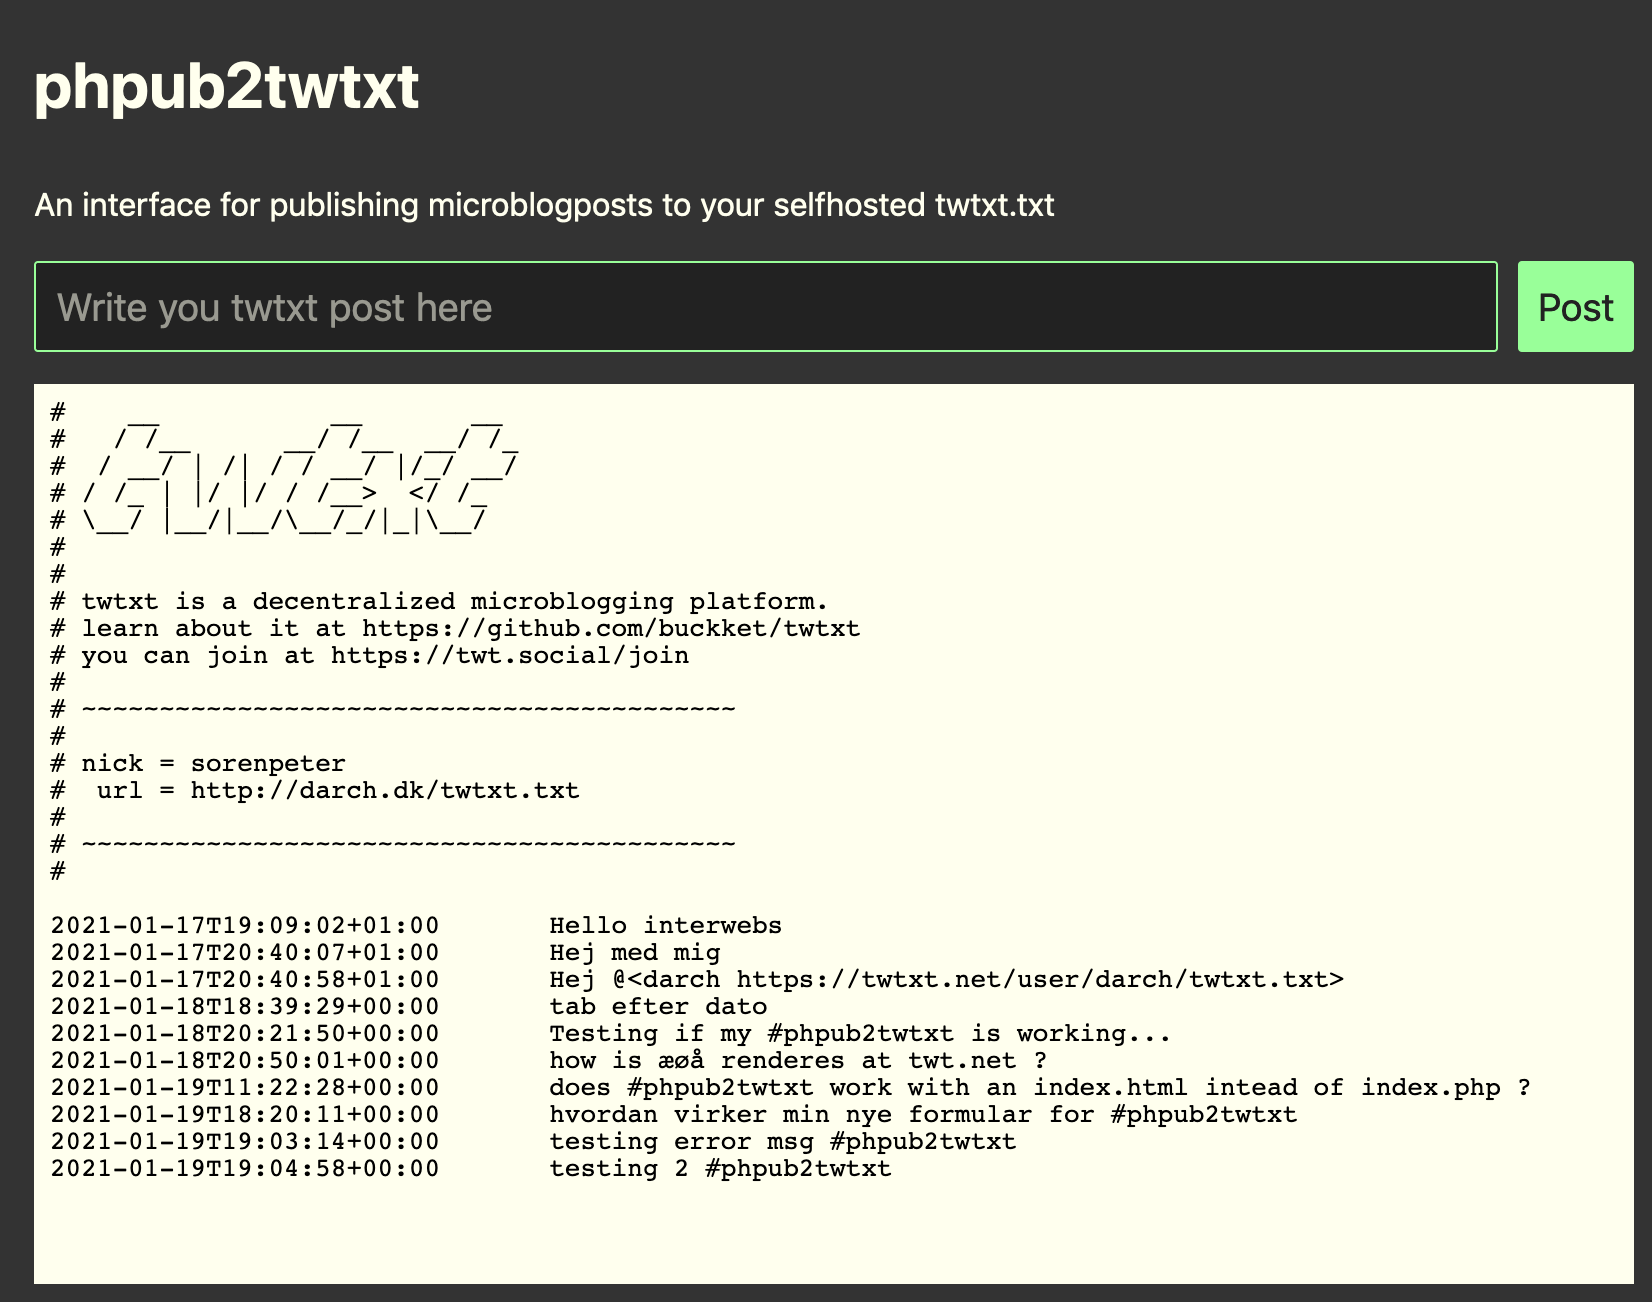 phpub2twtxt
An interface for publishing microblogposts to your selfhosted twtxt.txt
Write you twtxt post here
Post
#    __           __       __
#   / /__      __/ /__  __/ /_
#  / __/ | /| / / __/ |/_/ __/
# / /_ | |/ |/ / /__>  </ /_
# \__/ |__/|__/\__/_/|_|\__/
#
#
# twtxt is a decentralized microblogging platform.
# learn about it at https://github.com/buckket/twtxt
# you can join at https://twt.social/join
#
# ~~~~~~~~~~~~~~~~~~~~~~~~~~~~~~~~~~~~~~~~~~
#
# nick = sorenpeter
#  url = http://darch.dk/twtxt.txt
#
# ~~~~~~~~~~~~~~~~~~~~~~~~~~~~~~~~~~~~~~~~~~
#
2021-01-17T19:09:02+01:00	Hello interwebs
2021-01-17T20:40:07+01:00	Hej med mig
2021-01-17T20:40:58+01:00	Hej @<darch https://twtxt.net/user/darch/twtxt.txt>
2021-01-18T18:39:29+00:00	tab efter dato
2021-01-18T20:21:50+00:00	Testing if my #phpub2twtxt is working...
2021-01-18T20:50:01+00:00	how is æøå renderes at twt.net ?
2021-01-19T11:22:28+00:00	does #phpub2twtxt work with an index.html intead of index.php ?
2021-01-19T18:20:11+00:00	hvordan virker min nye formular for #phpub2twtxt
2021-01-19T19:03:14+00:00	testing error msg #phpub2twtxt
2021-01-19T19:04:58+00:00	testing 2 #phpub2twtxt